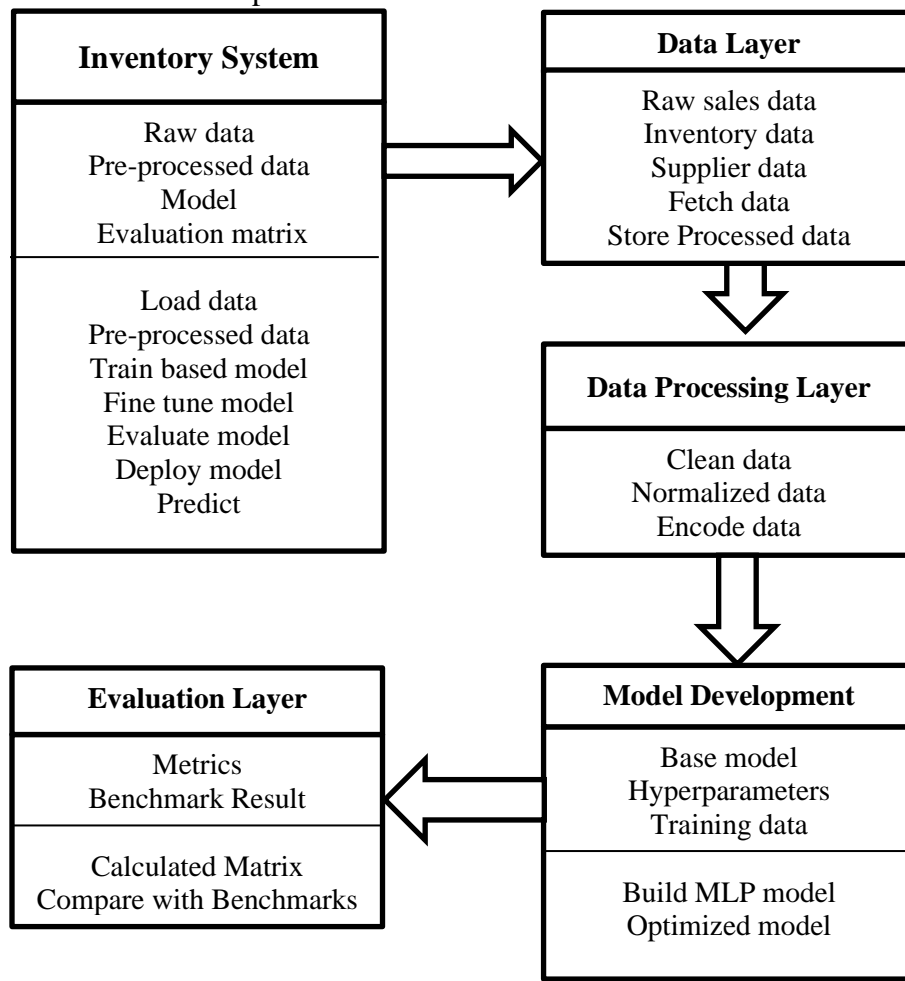 Inventory System
Raw data
Pre-processed data
Model
Evaluation matrix
Load data
Pre-processed data
Train based model
Fine tune model
Evaluate model
Deploy model
Predict
Data Layer
Raw sales data
Inventory data
Supplier data
Fetch data
Store Processed data
Data Processing Layer
Clean data
Normalized data
Encode data
Model Development
Base model
Hyperparameters
Training data
Build MLP model
Optimized model
Evaluation Layer
Metrics
Benchmark Result
Calculated Matrix
Compare with Benchmarks